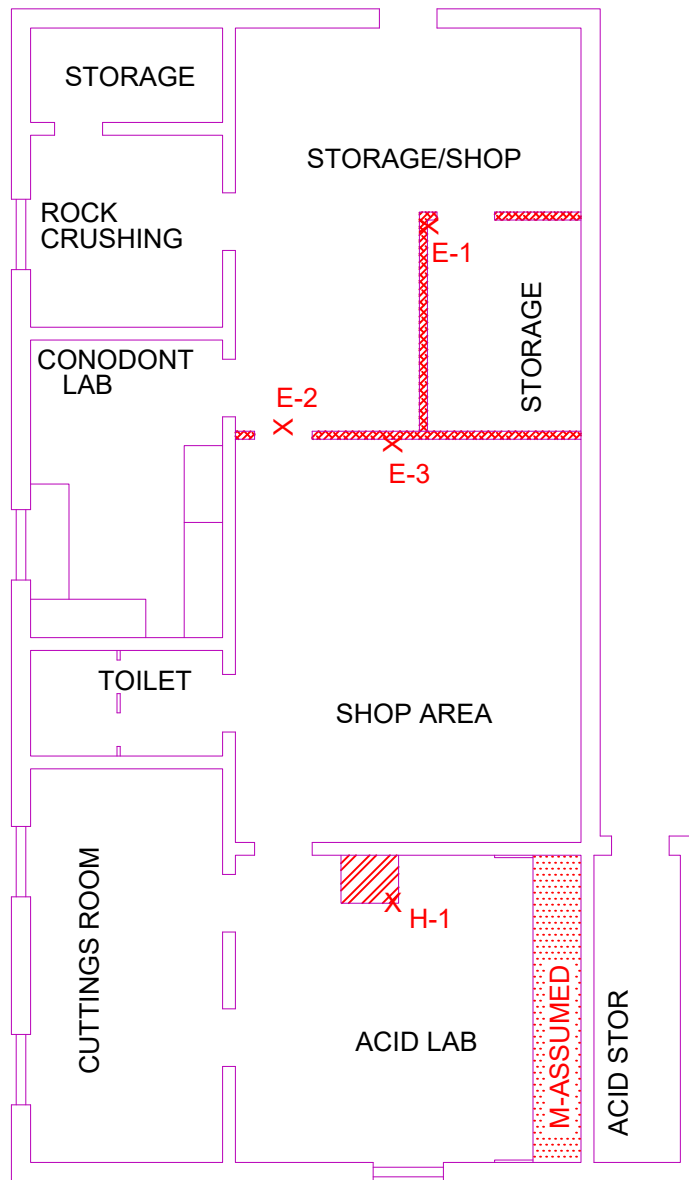 STORAGE
STORAGE/SHOP
ROCK
CRUSHING
E-1
STORAGE
CONODONT
LAB
E-2
E-3
TOILET
SHOP AREA
CUTTINGS ROOM
H-1
ACID LAB
M-ASSUMED
ACID STOR